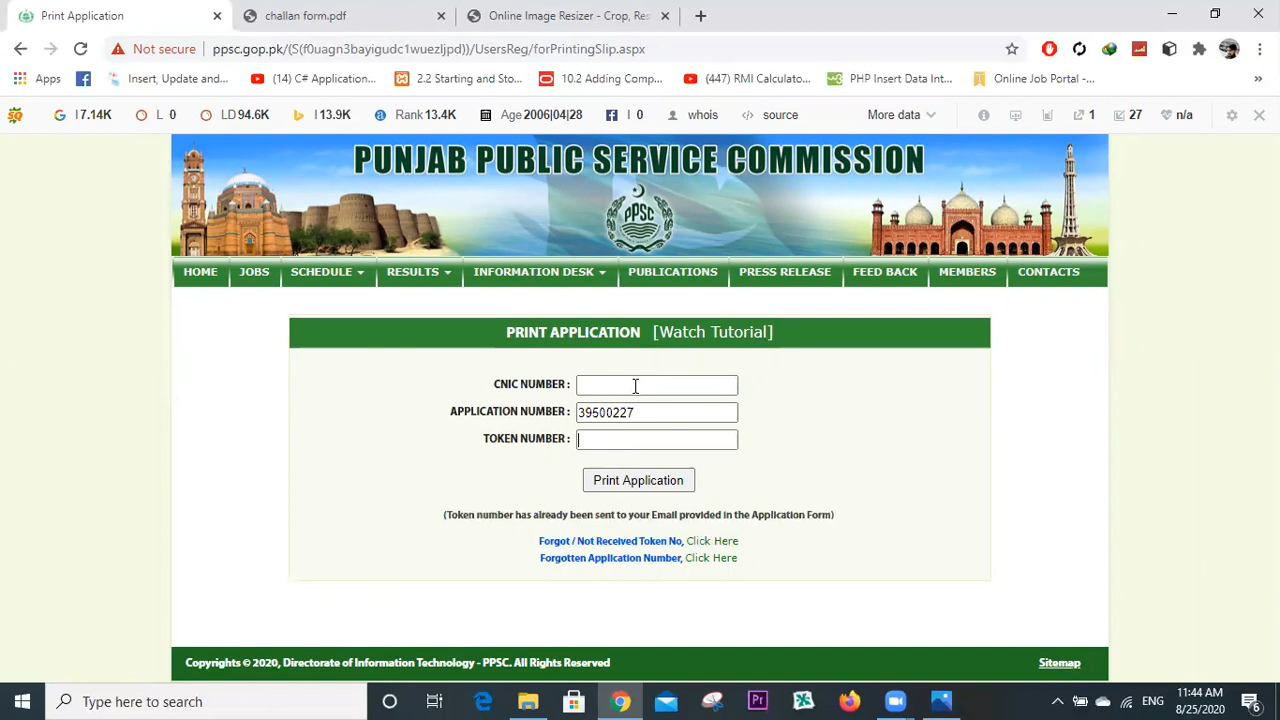 Print Application
challan form.pdf
Online Image Resizer - Crop, Res
Not secure
ppsc.gop.pk/(S(f0uagn3bayigudc1wuezljpd))/UsersReg/forPrintingSlip.aspx
Apps
Insert, Update and...
(14) C# Application...
2.2 Starting and Sto...
10.2 Adding Comp...
(447) RMI Calculato...
PHP Insert Data Int...
Online Job Portal -...
»
SQ
I 7.14K
L 0
LD 94.6K
I 13.9K
Rank 13.4K
Age 2006|04|28
I 0
whois
source
More data
1
27
n/a
PUNJAB PUBLIC SERVICE COMMISSION
PPSC
HOME
JOBS
SCHEDULE
RESULTS
INFORMATION DESK
PUBLICATIONS
PRESS RELEASE
FEED BACK
MEMBERS
CONTACTS
PRINT APPLICATION [Watch Tutorial]
CNIC NUMBER :
APPLICATION NUMBER : 39500227
TOKEN NUMBER :
Print Application
(Token number has already been sent to your Email provided in the Application Form)
Forgot / Not Received Token No, Click Here
Forgotten Application Number, Click Here
Copyrights © 2020, Directorate of Information Technology - PPSC. All Rights Reserved
Sitemap
Type here to search
Pr
ENG
11:44 AM
8/25/2020
6